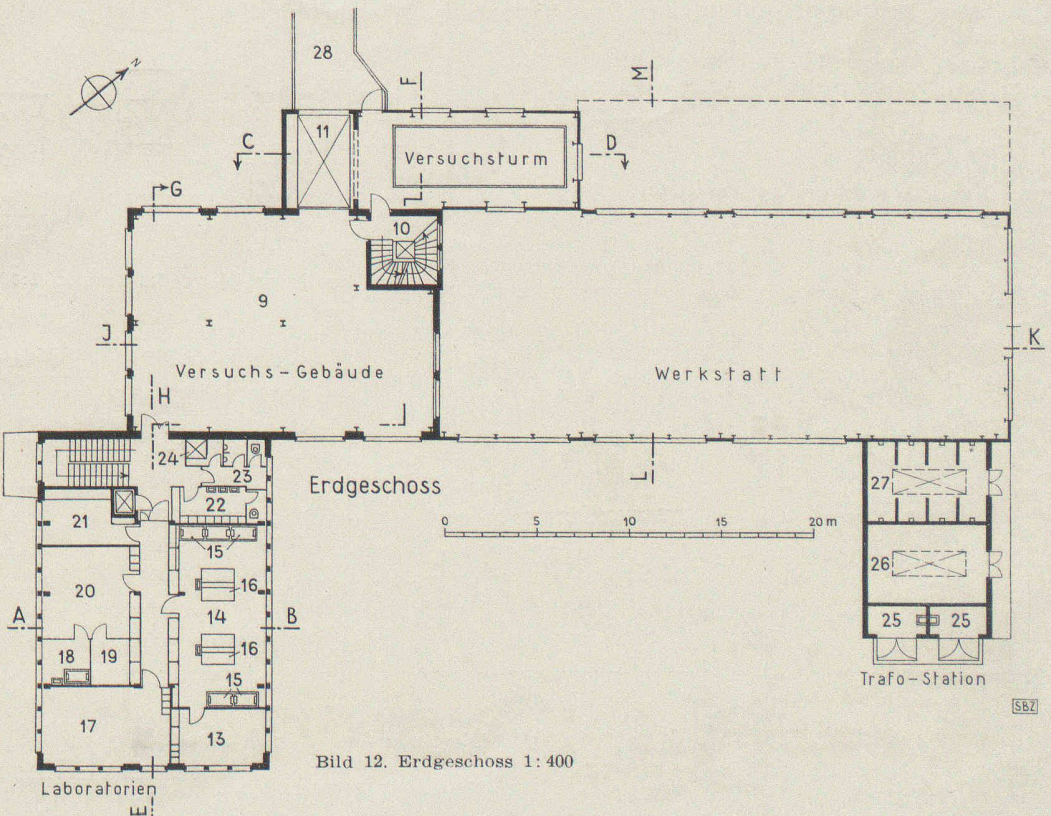 N
28
F
M
C
11
Versuchsturm
D
G
10
9
J
K
Versuchs-Gebäude
Werkstatt
H
24
23
L
22
Erdgeschoss
27
21
0 5 10 15 20 m
15
26
20
16
14
A
B
25 25
18 19
16
15
Trafo-Station
17
13
SBZ
Bild 12. Erdgeschoss 1:400
Laboratorien
E